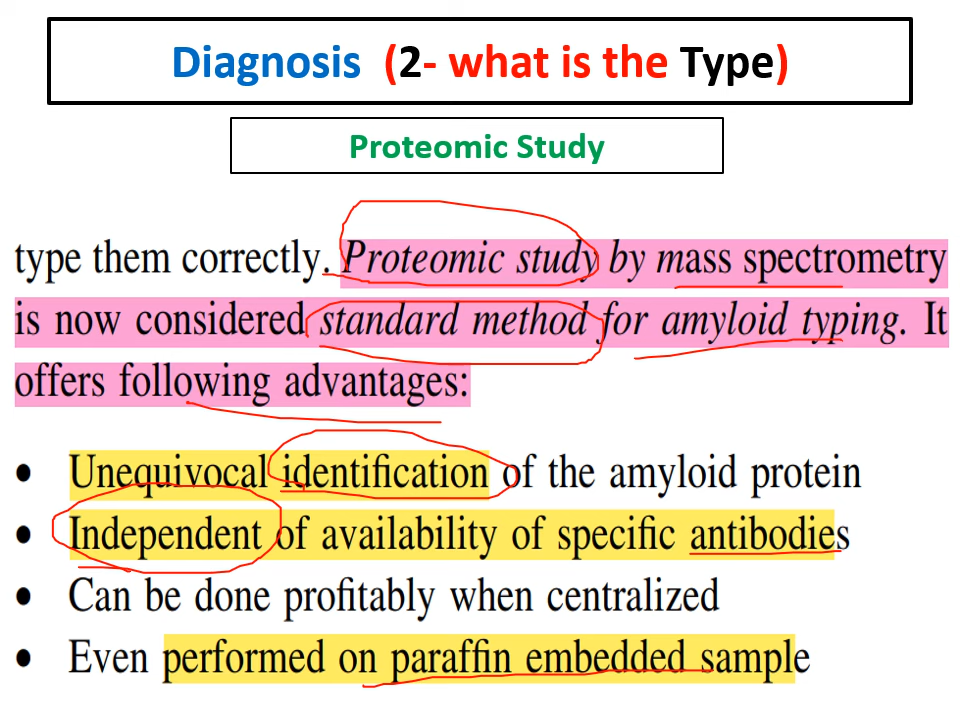 Diagnosis (2- what is the Type)
Proteomic Study
type them correctly. Proteomic study by mass spectrometry
is now considered standard method for amyloid typing. It
offers following advantages:
• Unequivocal identification of the amyloid protein
• Independent of availability of specific antibodies
• Can be done profitably when centralized
• Even performed on paraffin embedded sample